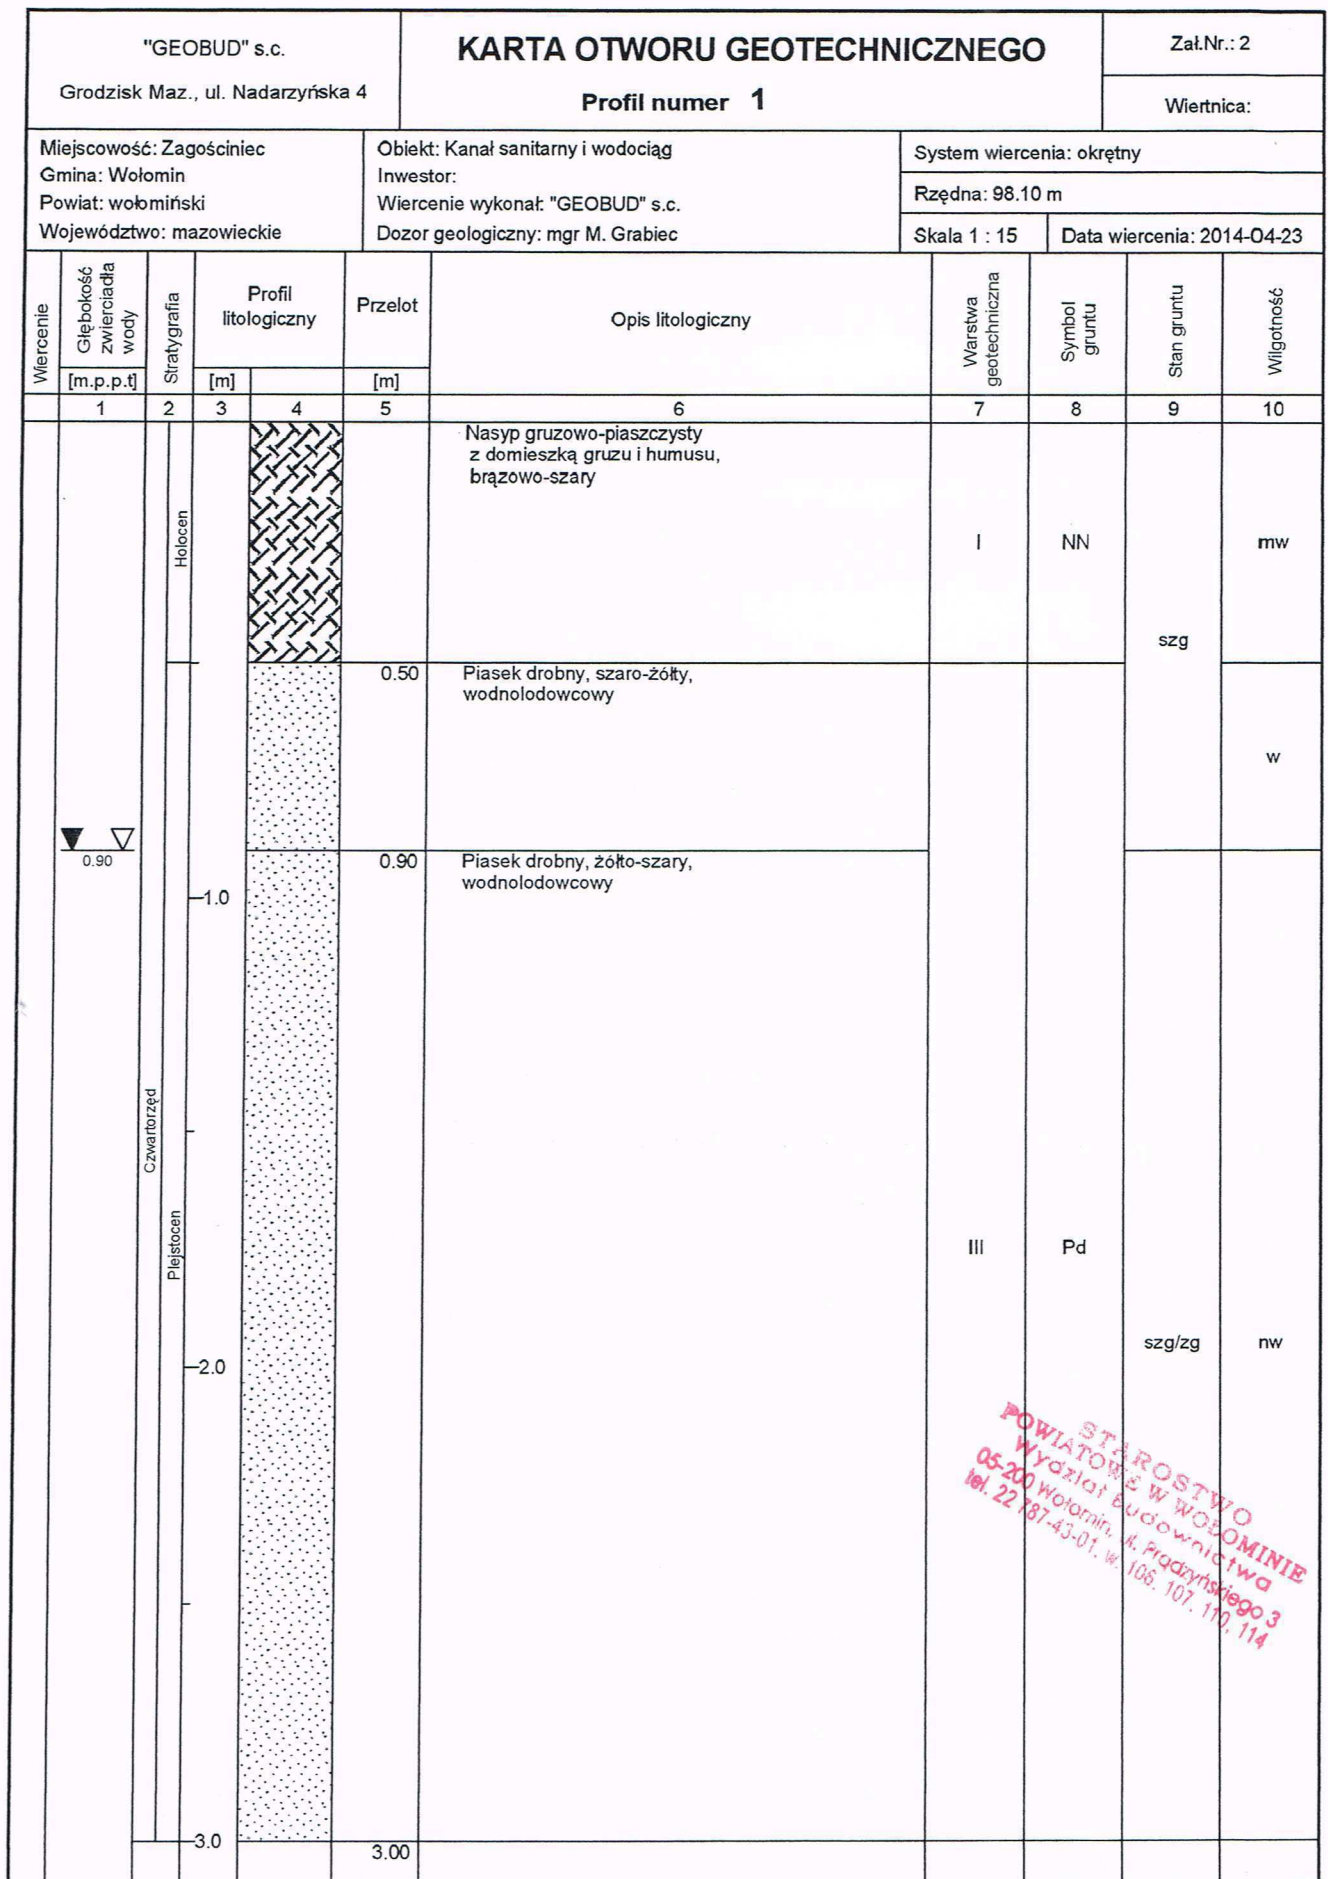 "GEOBUD" s.c.
Grodzisk Maz., ul. Nadarzyńska 4
KARTA OTWORU GEOTECHNICZNEGO
Profil numer 1
Zał.Nr.: 2
Wiertnica:
Miejscowość: Zagościniec
Gmina: Wołomin
Powiat: wołomiński
Województwo: mazowieckie
Obiekt: Kanał sanitarny i wodociąg
Inwestor:
Wiercenie wykonał: "GEOBUD" s.c.
Dozor geologiczny: mgr M. Grabiec
System wiercenia: okrętny
Rzędna: 98.10 m
Skala 1 : 15
Data wiercenia: 2014-04-23
Wiercenie
Głębokość
zwierciadła
wody
[m.p.p.t]
Stratygrafia
Profil
litologiczny
[m]
Przelot
[m]
Opis litologiczny
Warstwa
geotechniczna
Symbol
gruntu
Stan gruntu
Wilgotność
1 2 3 4 5 6 7 8 9 10
Nasyp gruzowo-piaszczysty
z domieszką gruzu i humusu,
brązowo-szary
Holocen
I
NN
mw
szg
0.50
Piasek drobny, szaro-żółty,
wodnolodowcowy
w
0.90
0.90
Piasek drobny, żółto-szary,
wodnolodowcowy
1.0
Czwartorzęd
Plejstocen
III
Pd
szg/zg
nw
2.0
STAROSTWO
POWIATOWE W WOŁOMINIE
Wydział Budownictwa
05-200 Wołomin, ul. Prądzyńskiego 3
tel. 22 787-43-01, w. 106, 107, 110, 114
3.0
3.00